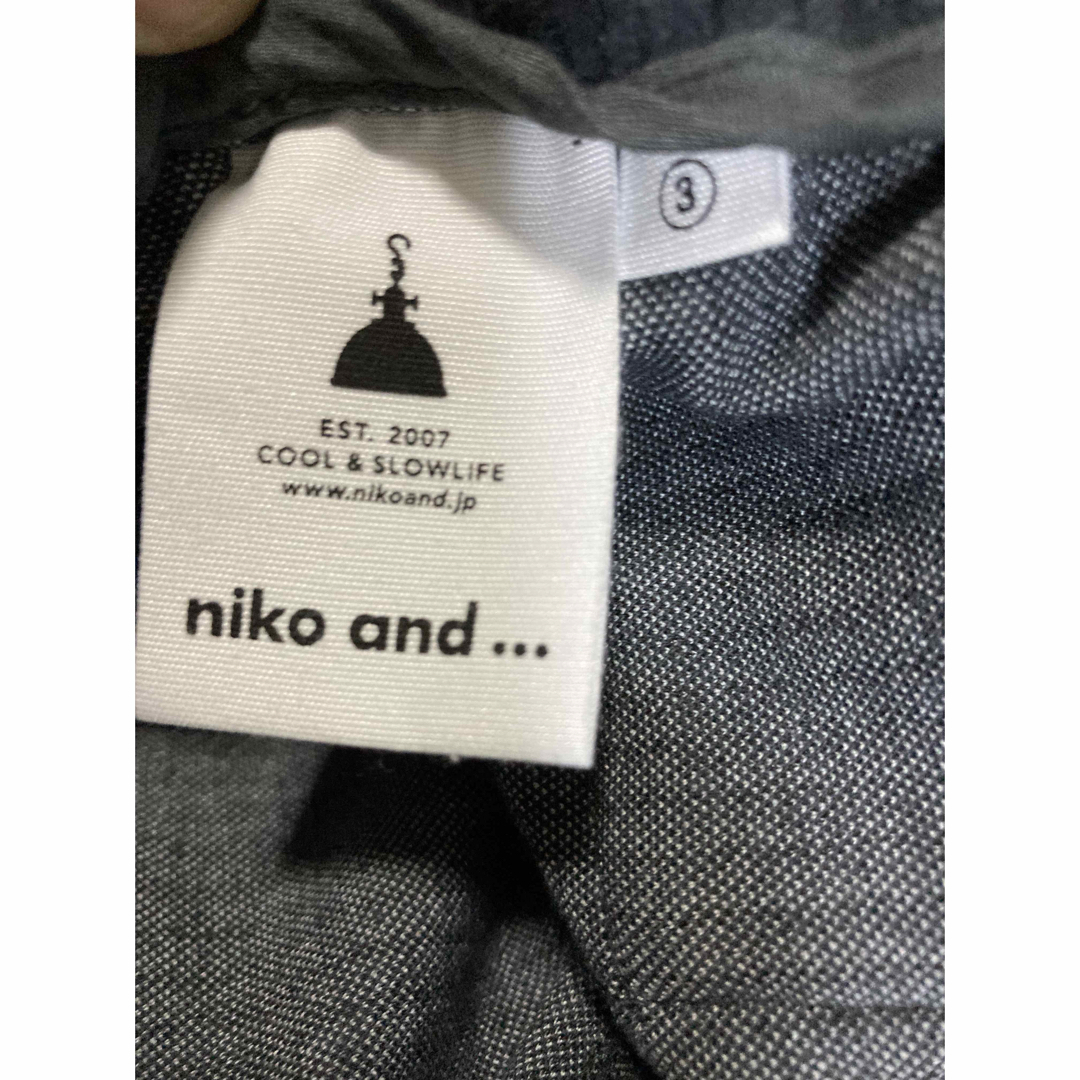 ③
EST. 2007
COOL & SLOWLIFE
www.nikoand.jp
niko and ...